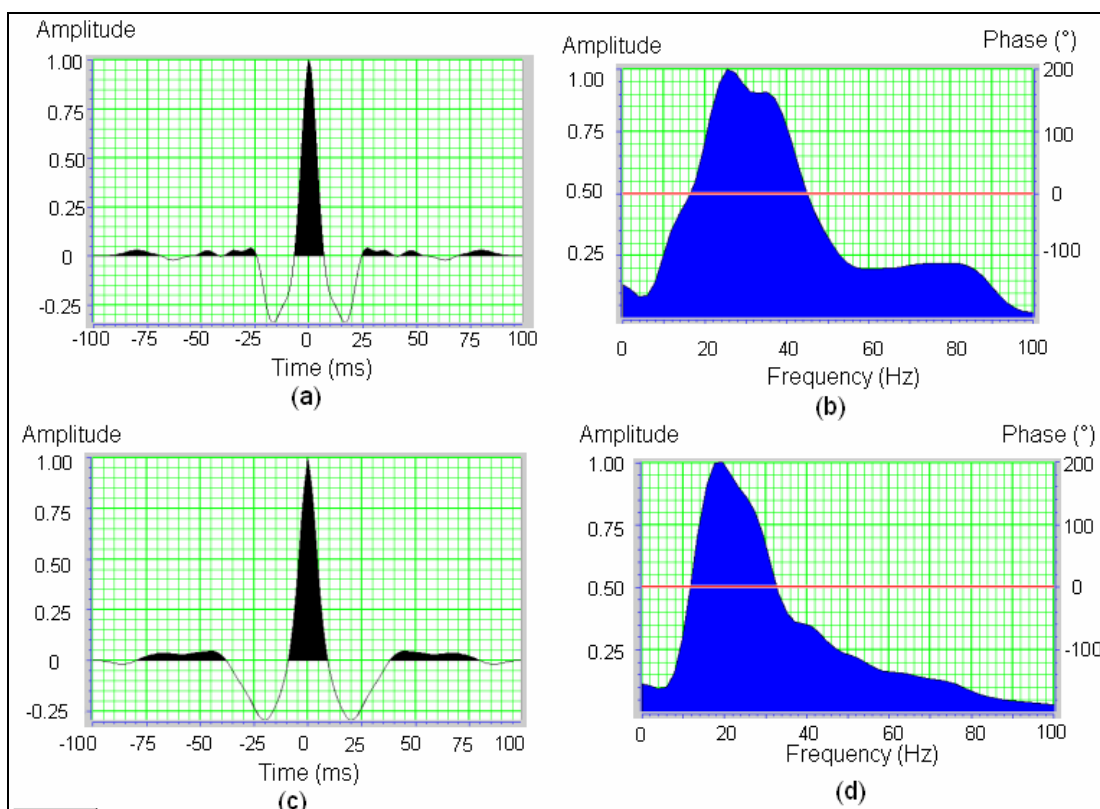 Amplitude
1.00
0.75
0.50
0.25
0
-0.25
-100 -75 -50 -25 0 25 50 75 100
Time (ms)
(a)
Amplitude Phase (°)
1.00 200
0.75 100
0.50 0
0.25 -100
0 20 40 60 80 100
Frequency (Hz)
(b)
Amplitude
1.00
0.75
0.50
0.25
0
-0.25
-100 -75 -50 -25 0 25 50 75 100
Time (ms)
(c)
Amplitude Phase (°)
1.00 200
0.75 100
0.50 0
0.25 -100
0 20 40 60 80 100
Frequency (Hz)
(d)